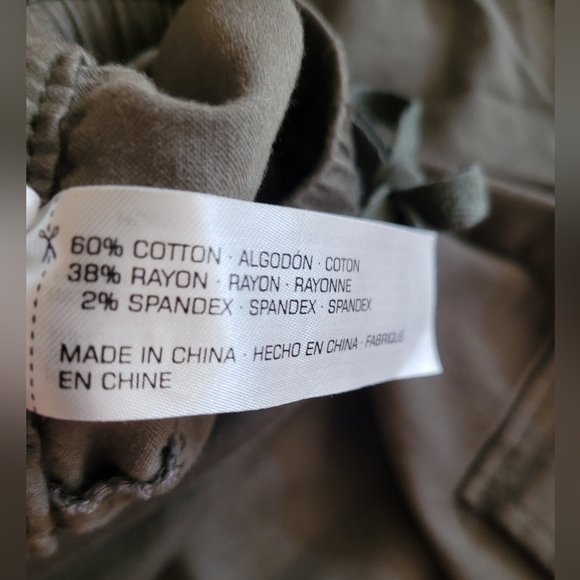 60% COTTON · ALGODÓN · COTON
38% RAYON · RAYON · RAYONNE
2% SPANDEX · SPANDEX · SPANDEX
MADE IN CHINA · HECHO EN CHINA · FABRIQUÉ
EN CHINE